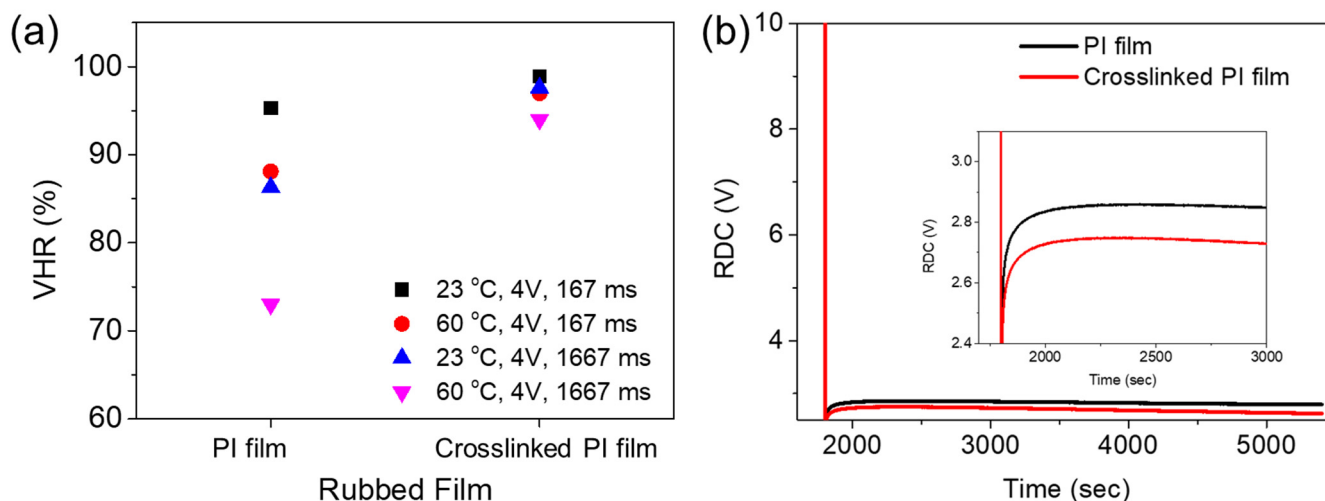 (a)
VHR (%)
100
90
80
70
60
23 °C, 4V, 167 ms
60 °C, 4V, 167 ms
23 °C, 4V, 1667 ms
60 °C, 4V, 1667 ms
PI film
Crosslinked PI film
Rubbed Film
(b)
RDC (V)
10
8
6
4
PI film
Crosslinked PI film
RDC (V)
3.0
2.8
2.6
2.4
2000
2500
3000
Time (sec)
2000
3000
4000
5000
Time (sec)